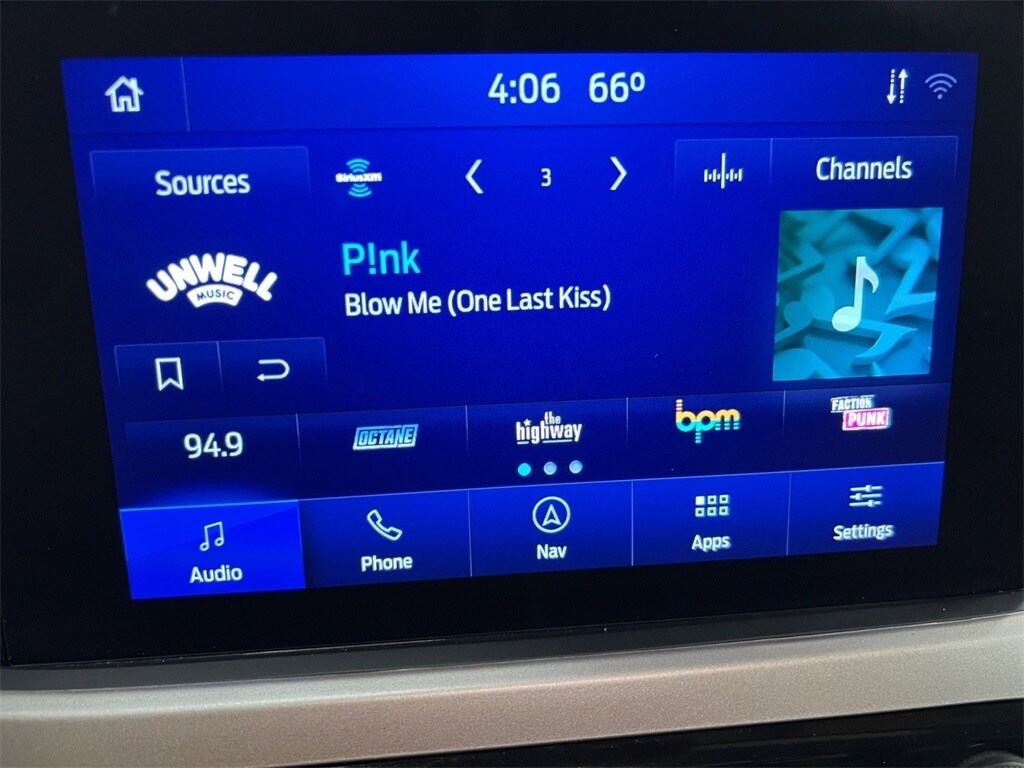 4:06 66°
Sources
SiriusXM
3
Channels
UNWELL
MUSIC
P!nk
Blow Me (One Last Kiss)
94.9
OCTANE
the
highway
bpm
FACTION
PUNK
Audio
Phone
Nav
Apps
Settings